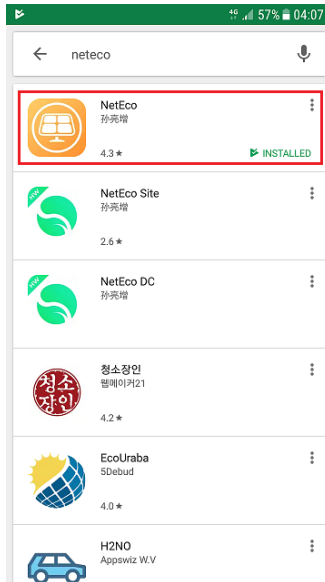 4G 57% 04:07
neteco
NetEco
孙亮增
4.3 ★
INSTALLED
HW
NetEco Site
孙亮增
2.6 ★
HW
NetEco DC
孙亮增
청소
장인
청소장인
웹메이커21
4.2 ★
EcoUraba
5Debud
4.0 ★
H2NO
Appswiz W.V